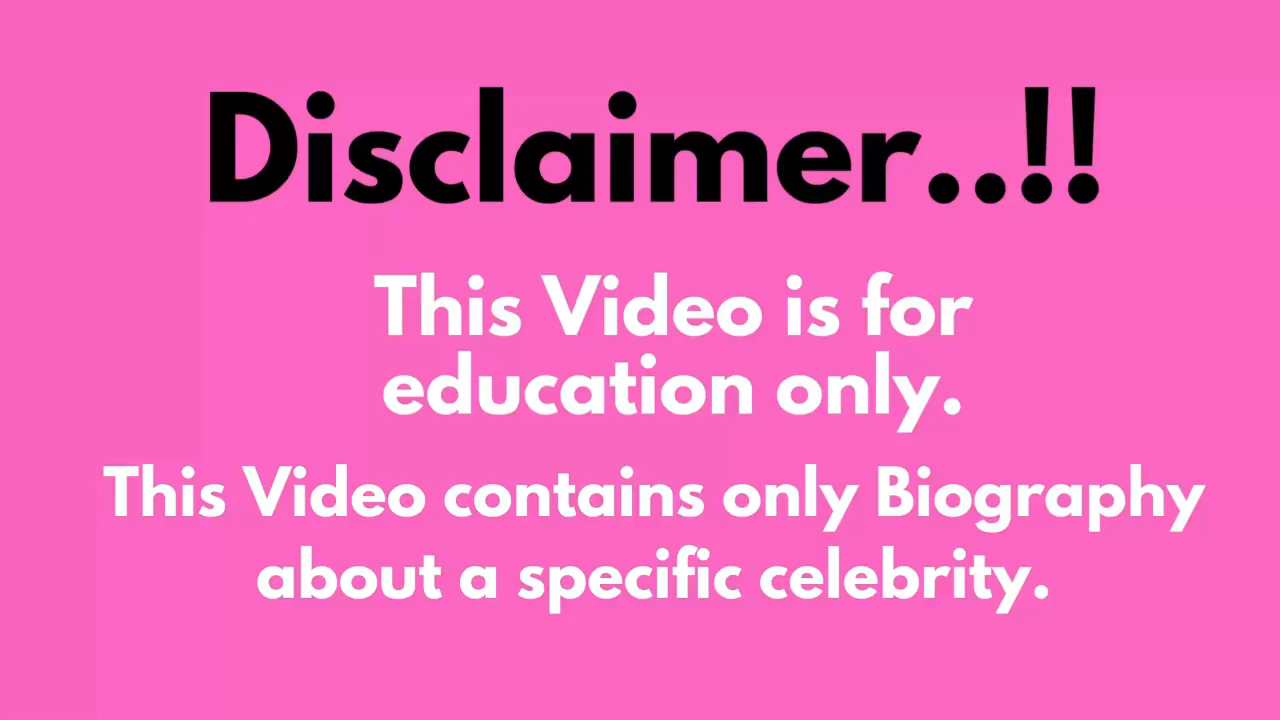 Disclaimer..!!
This Video is for
education only.
This Video contains only Biography
about a specific celebrity.